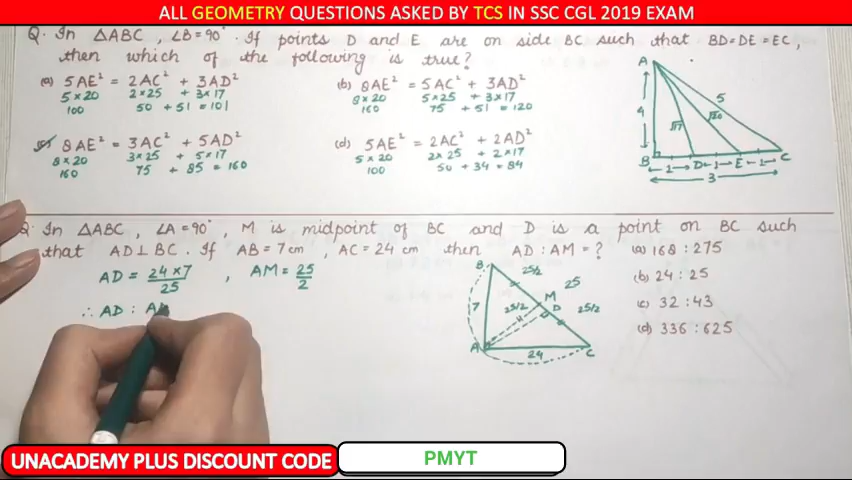 ALL GEOMETRY QUESTIONS ASKED BY TCS IN SSC CGL 2019 EXAM
Q. In △ABC, ∠B = 90°. If points D and E are on side BC such that BD = DE = EC,
then which of the following is true?
(a) 5AE² = 2AC² + 3AD²
5×20 2×25 + 3×17
100 50 + 51 = 101
(b) 8AE² = 5AC² + 3AD²
8×20 5×25 + 3×17
160 75 + 51 = 120
(c) 8AE² = 3AC² + 5AD²
8×20 3×25 + 5×17
160 75 + 85 = 160
(d) 5AE² = 2AC² + 2AD²
5×20 2×25 + 2×17
100 50 + 34 = 84
A
4 √17 √20 5
B 1 D 1 E 1 C
3
Q. In △ABC, ∠A = 90°, M is midpoint of BC and D is a point on BC such
that AD ⊥ BC. If AB = 7 cm, AC = 24 cm then AD : AM = ?
(a) 168 : 275
(b) 24 : 25
(c) 32 : 43
(d) 336 : 625
AD = 24×7/25 , AM = 25/2
∴ AD : A
B 25/2 25
7 25/2 M D 25/2
A 24 C
UNACADEMY PLUS DISCOUNT CODE PMYT